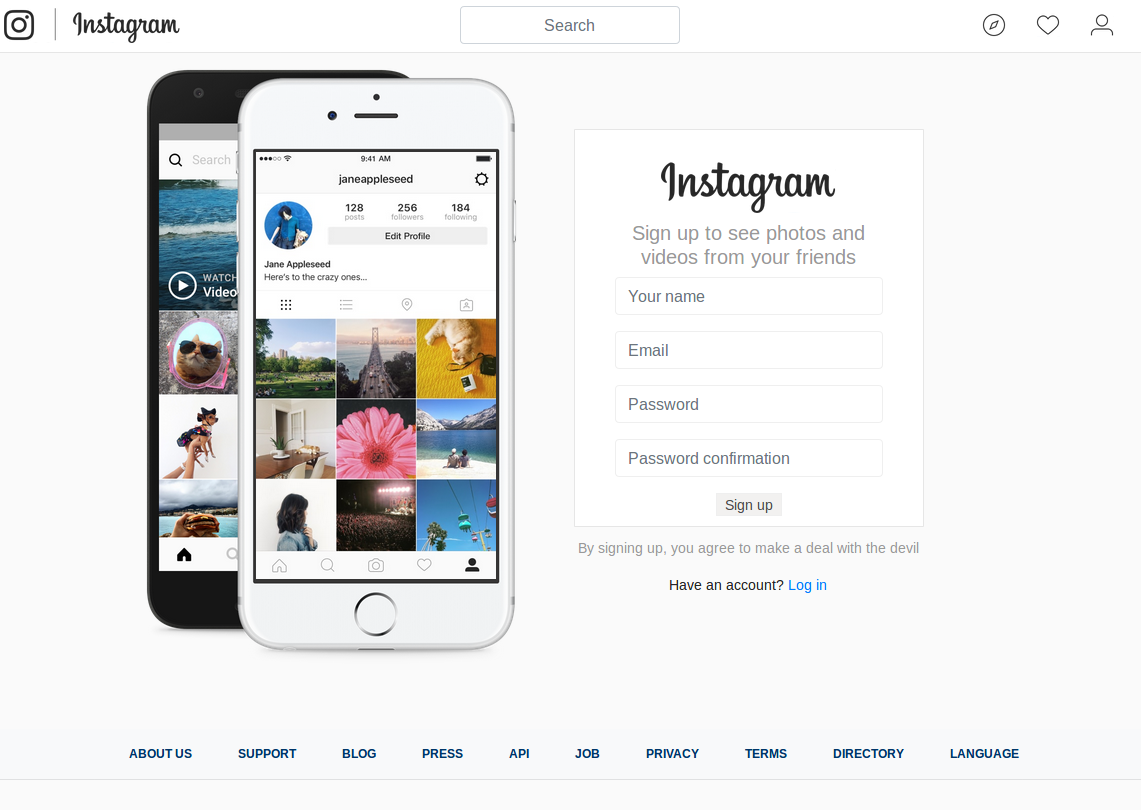 Instagram
Search
Search
WATCH
Video
9:41 AM
janeappleseed
128
256
184
posts
followers
following
Edit Profile
Jane Appleseed
Here's to the crazy ones...
Instagram
Sign up to see photos and
videos from your friends
Your name
Email
Password
Password confirmation
Sign up
By signing up, you agree to make a deal with the devil
Have an account? Log in
ABOUT US
SUPPORT
BLOG
PRESS
API
JOB
PRIVACY
TERMS
DIRECTORY
LANGUAGE